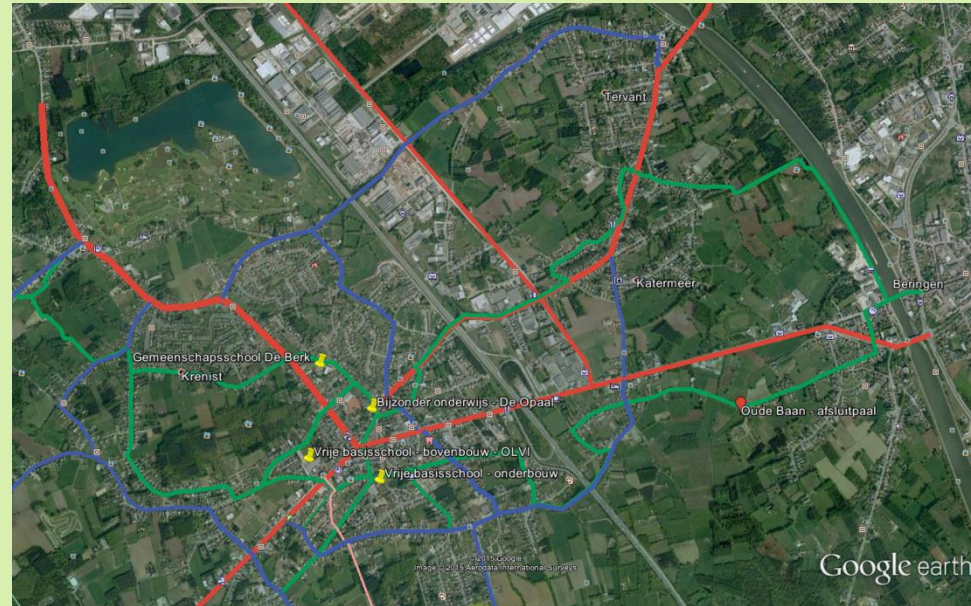 Tervant
Katermeer
Beringen
Gemeenschapsschool De Berk
Krenist
Bijzonder onderwijs - De Opaal
Oude Baan - afsluitpaal
Vrije basisschool - bovenbouw - OLVI
Vrije basisschool - onderbouw
© 2015 Google
Image © 2015 Aerodata International Surveys
Google earth